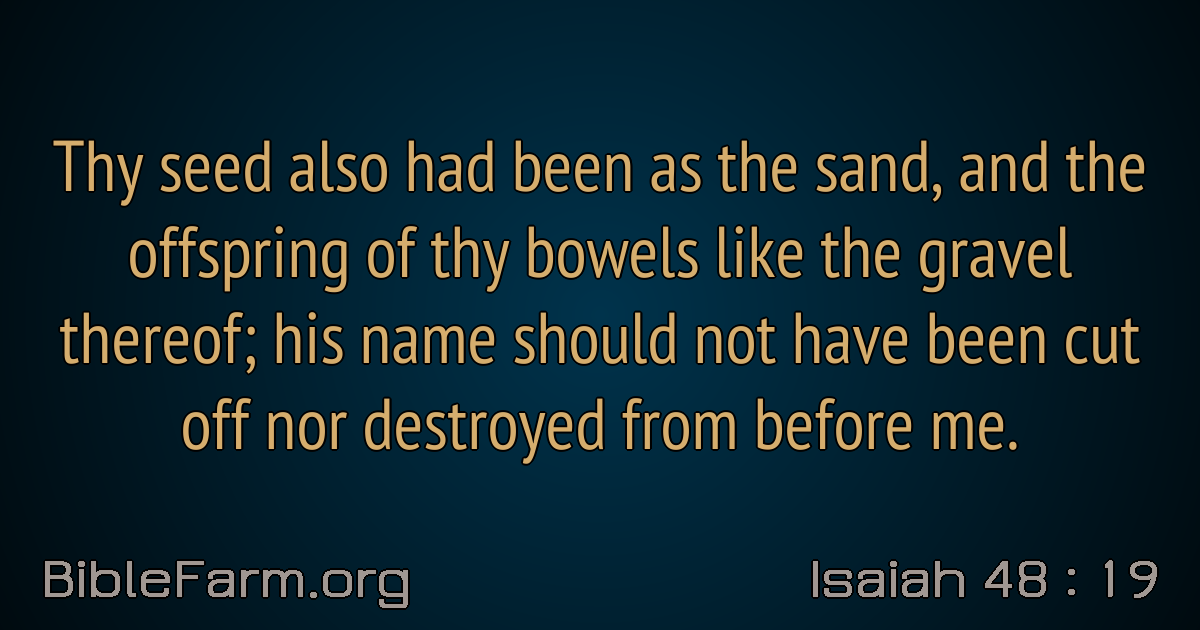 Thy seed also had been as the sand, and the
offspring of thy bowels like the gravel
thereof; his name should not have been cut
off nor destroyed from before me.
BibleFarm.org
Isaiah 48 : 19